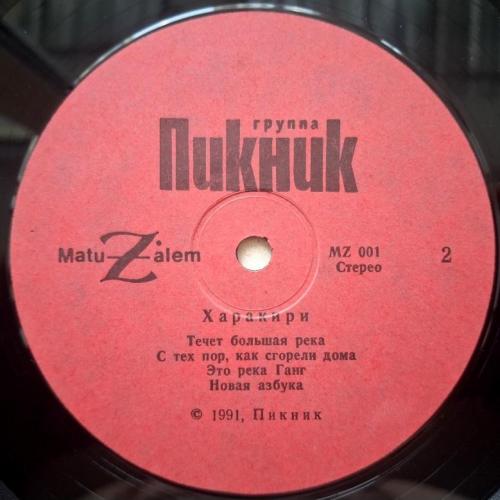 группа
Пикник
MatuZalem
MZ 001
Стерео
2
Харакири
Течет большая река
С тех пор, как сгорели дома
Это река Ганг
Новая азбука
© 1991, Пикник